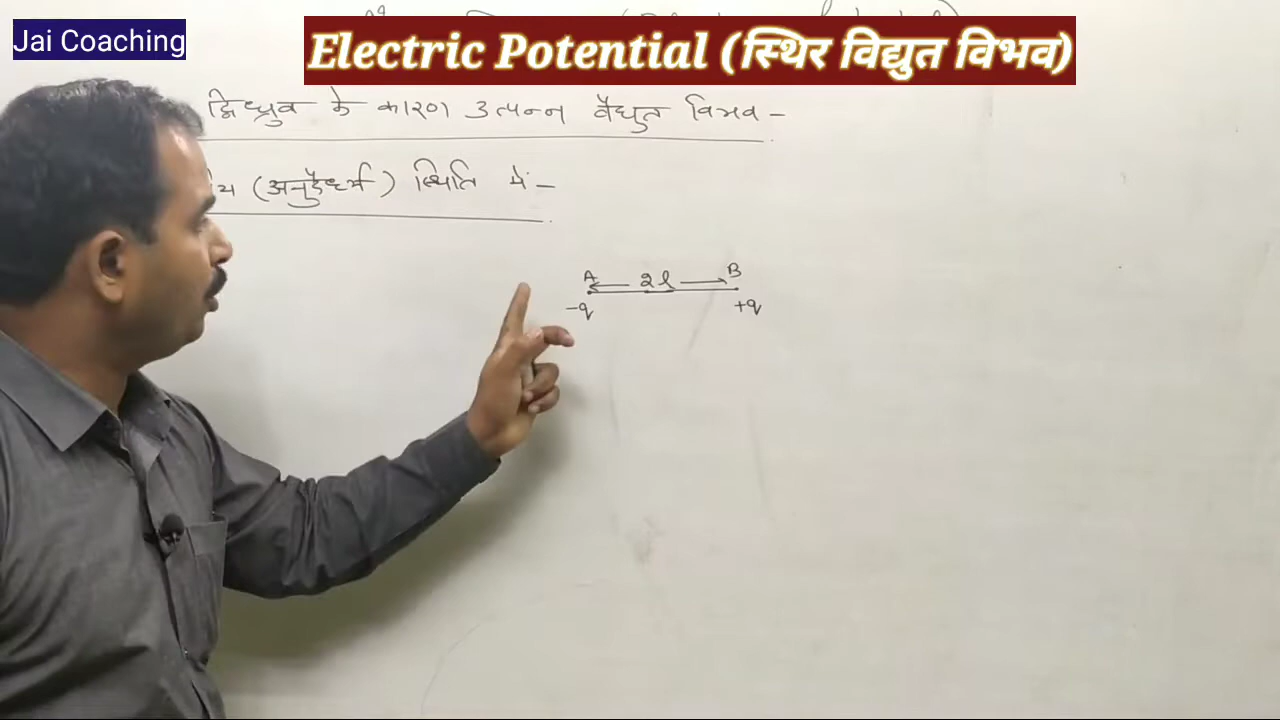 Jai Coaching
Electric Potential (स्थिर विद्युत विभव)
द्विध्रुव के कारण उत्पन्न वैद्युत विभव -
(अनुदैर्ध्य) स्थिति में -
A ← 2l → B
-q +q